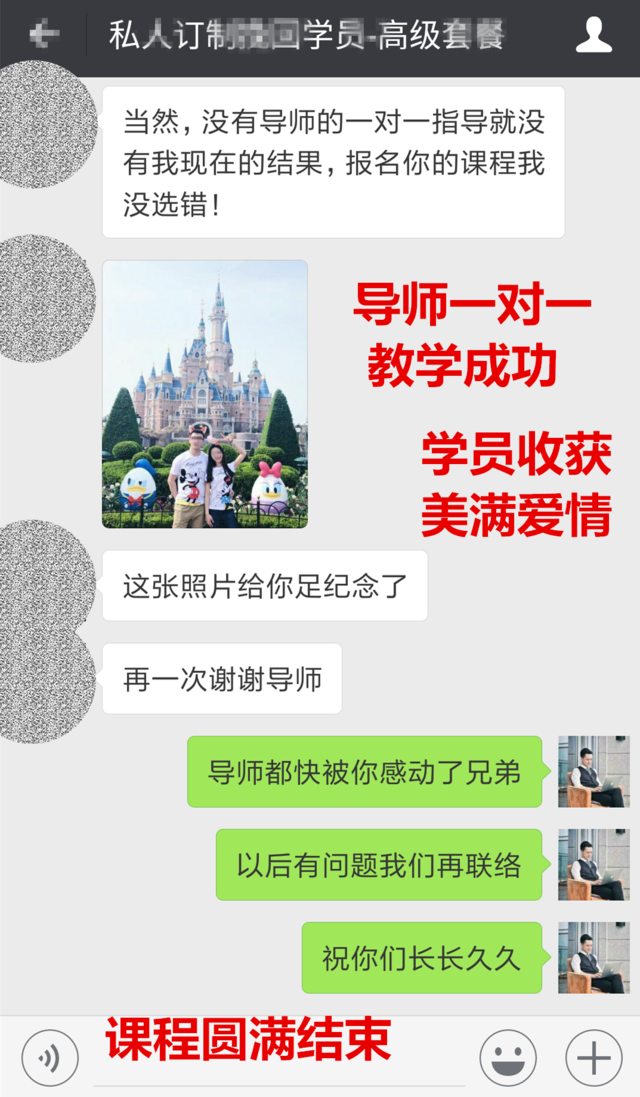 私人订制挽回学员-高级套餐
当然，没有导师的一对一指导就没
有我现在的结果，报名你的课程我
没选错！
导师一对一
教学成功
学员收获
美满爱情
这张照片给你足纪念了
再一次谢谢导师
导师都快被你感动了兄弟
以后有问题我们再联络
祝你们长长久久
课程圆满结束